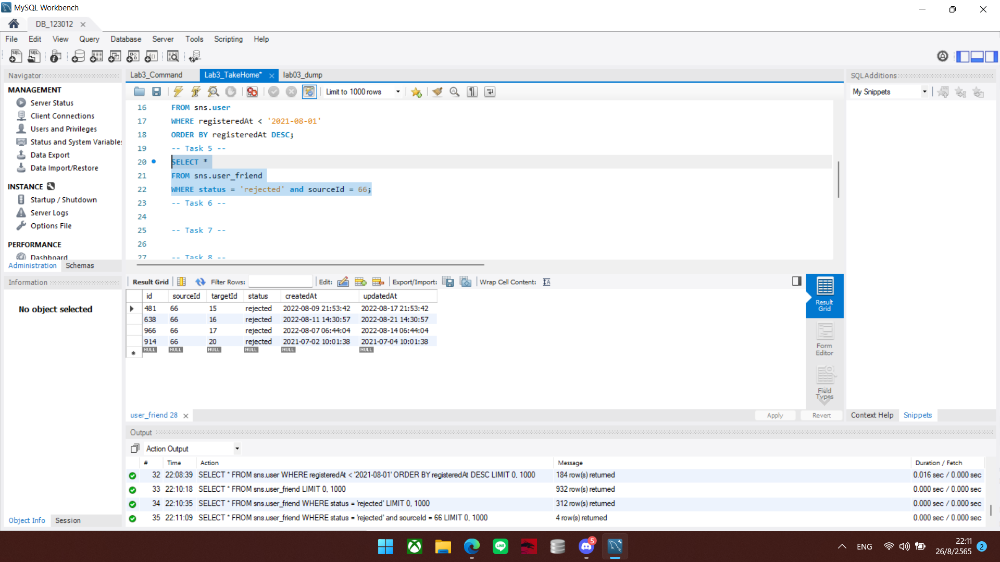 MySQL Workbench
DB_123012
File Edit View Query Database Server Tools Scripting Help
Navigator
MANAGEMENT
Server Status
Client Connections
Users and Privileges
Status and System Variables
Data Export
Data Import/Restore
INSTANCE
Startup / Shutdown
Server Logs
Options File
PERFORMANCE
Dashboard
Administration Schemas
Information
No object selected
Object Info Session
Lab3_Command Lab3_TakeHome* lab03_dump
Limit to 1000 rows
16 FROM sns.user
17 WHERE registeredAt < '2021-08-01'
18 ORDER BY registeredAt DESC;
19 -- Task 5 --
20 SELECT *
21 FROM sns.user_friend
22 WHERE status = 'rejected' and sourceId = 66;
23 -- Task 6 --
24
25 -- Task 7 --
26
27 -- Task 8 --
Result Grid Filter Rows: Edit: Export/Import: Wrap Cell Content:
id sourceId targetId status createdAt updatedAt
481 66 15 rejected 2022-08-09 21:53:42 2022-08-17 21:53:42
638 66 16 rejected 2022-08-11 14:30:57 2022-08-21 14:30:57
966 66 17 rejected 2022-08-07 06:44:04 2022-08-14 06:44:04
914 66 20 rejected 2021-07-02 10:01:38 2021-07-04 10:01:38
NULL NULL NULL NULL NULL NULL
Result
Grid
Form
Editor
Field
Types
user_friend 28
Apply Revert
SQLAdditions
My Snippets
Context Help Snippets
Output
Action Output
# Time Action Message Duration / Fetch
32 22:08:39 SELECT * FROM sns.user WHERE registeredAt < '2021-08-01' ORDER BY registeredAt DESC LIMIT 0, 1000 184 row(s) returned 0.016 sec / 0.000 sec
33 22:10:18 SELECT * FROM sns.user_friend LIMIT 0, 1000 932 row(s) returned 0.000 sec / 0.000 sec
34 22:10:35 SELECT * FROM sns.user_friend WHERE status = 'rejected' LIMIT 0, 1000 312 row(s) returned 0.000 sec / 0.000 sec
35 22:11:09 SELECT * FROM sns.user_friend WHERE status = 'rejected' and sourceId = 66 LIMIT 0, 1000 4 row(s) returned 0.000 sec / 0.000 sec
LINE
5
ENG
22:11
26/8/2565
2